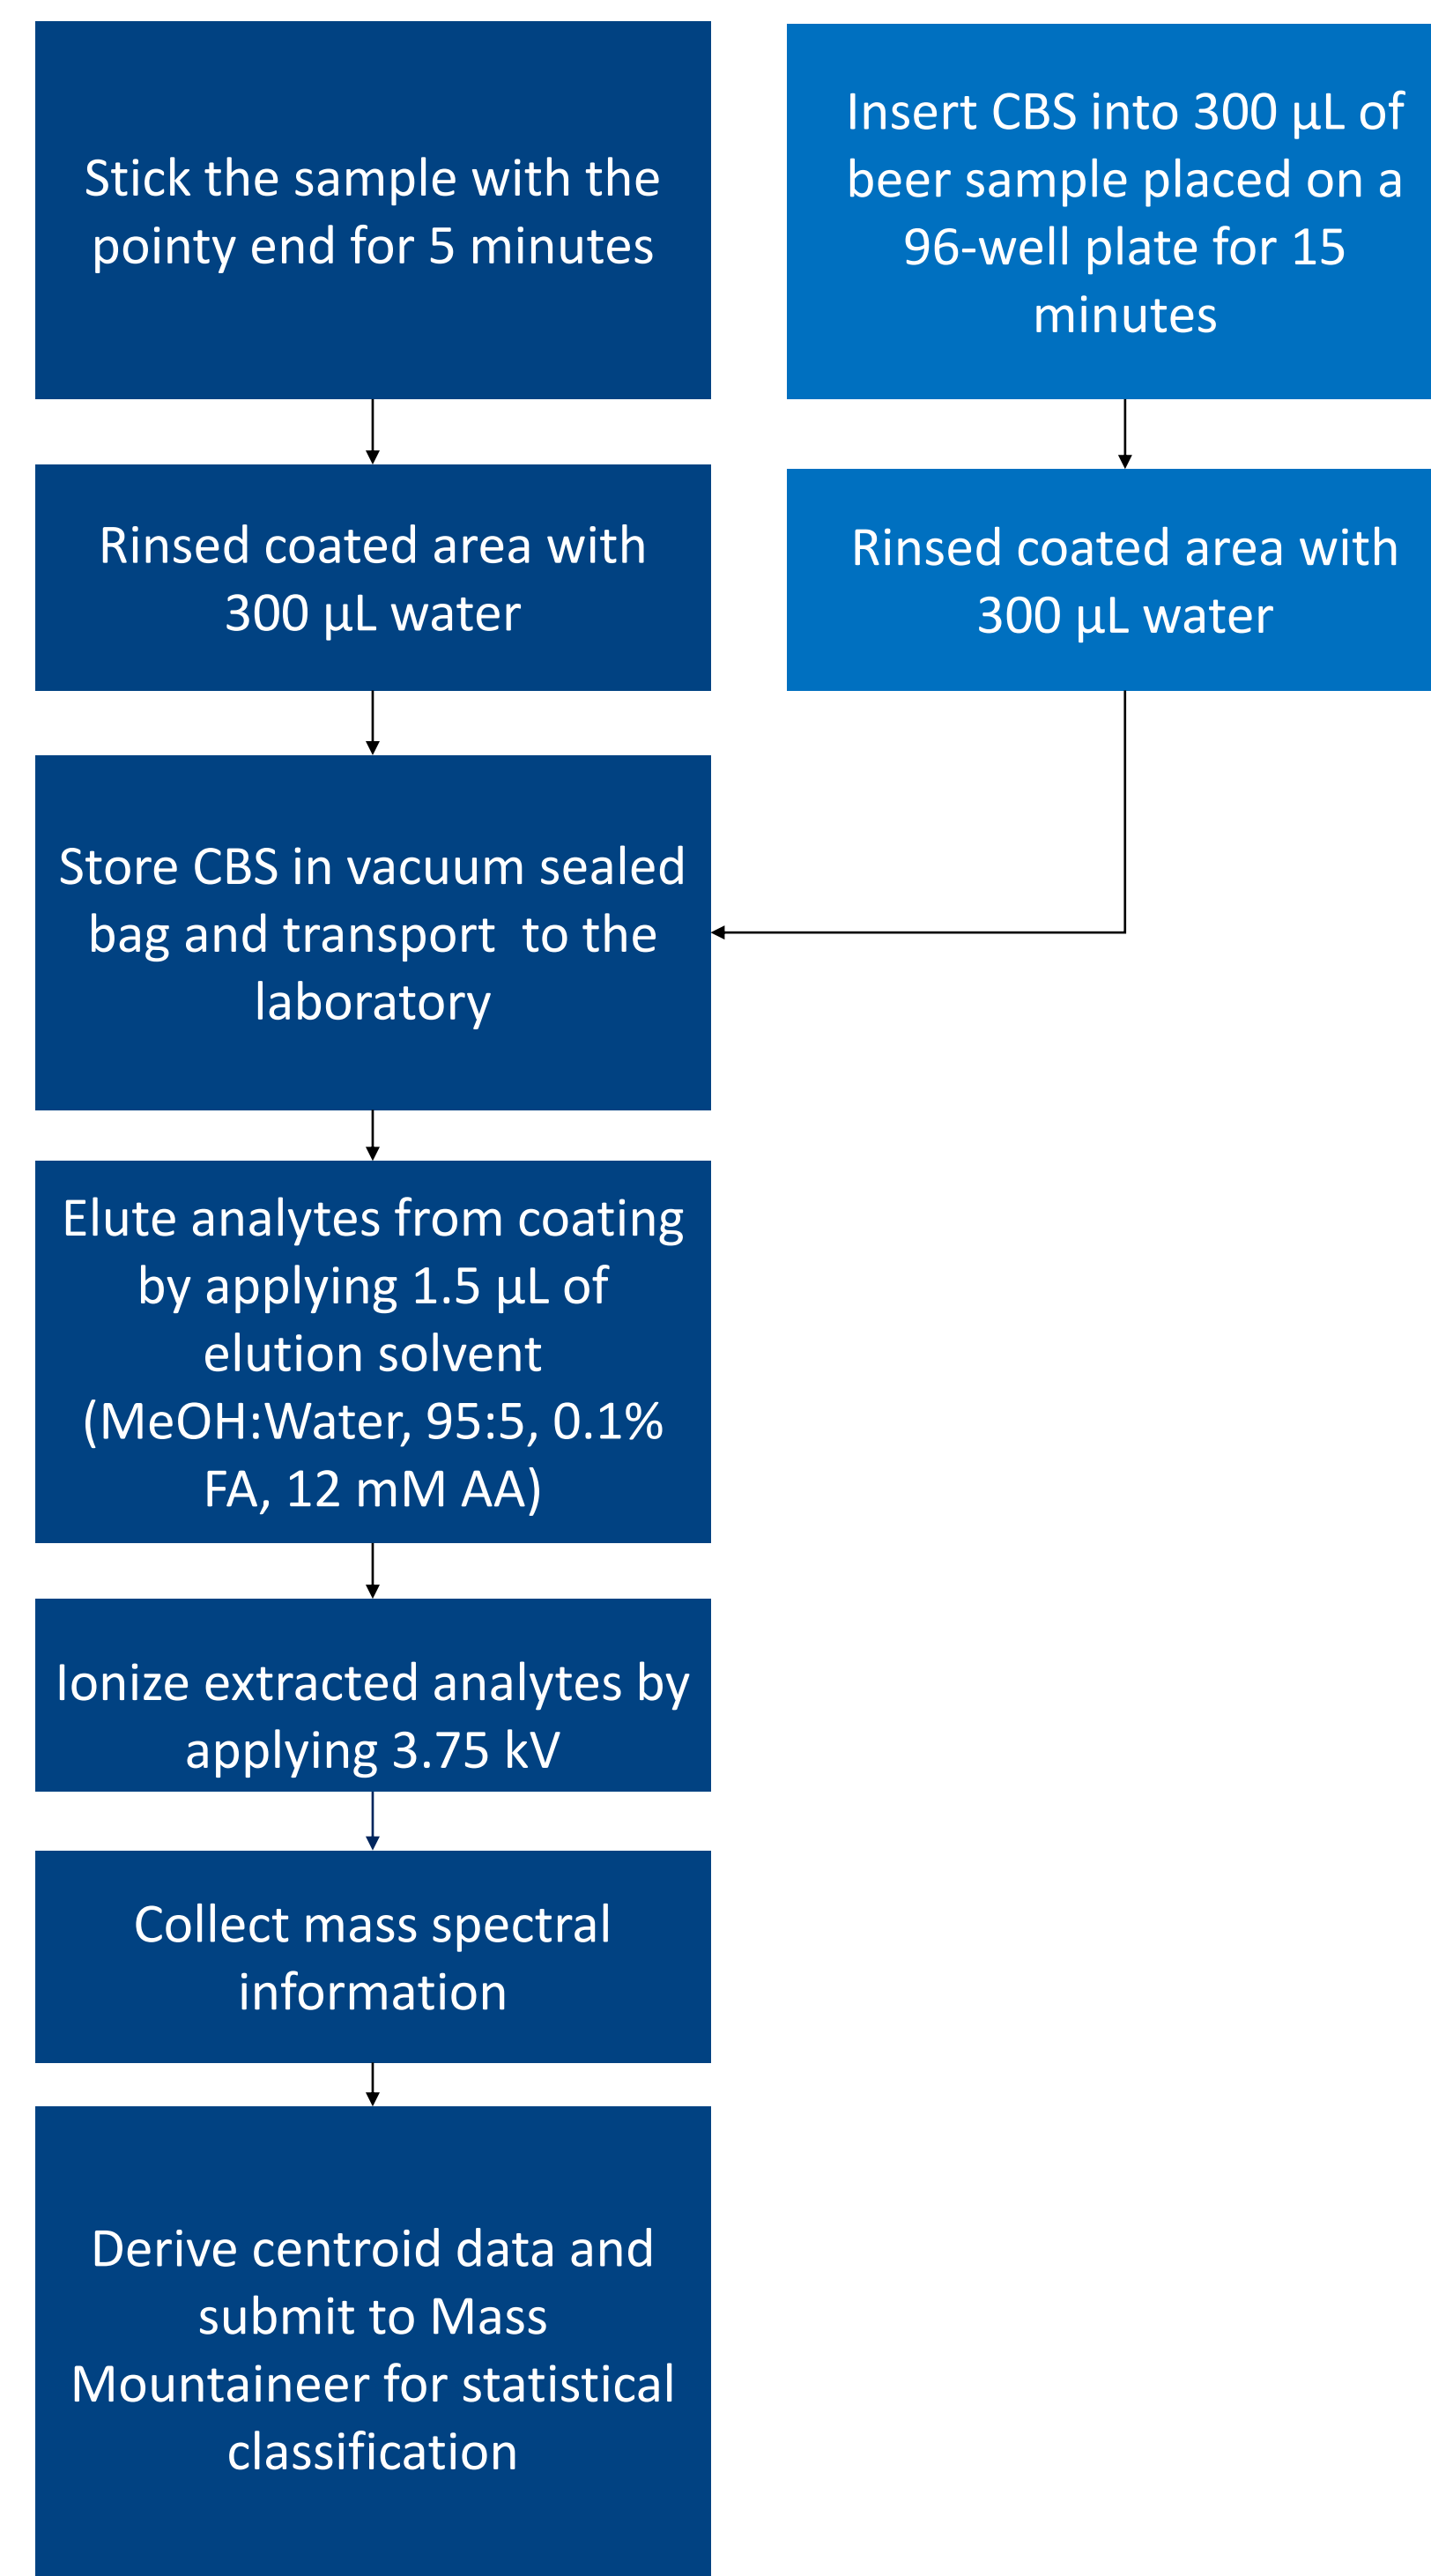 Stick the sample with the
pointy end for 5 minutes
Insert CBS into 300 µL of
beer sample placed on a
96-well plate for 15
minutes
Rinsed coated area with
300 µL water
Rinsed coated area with
300 µL water
Store CBS in vacuum sealed
bag and transport  to the
laboratory
Elute analytes from coating
by applying 1.5 µL of
elution solvent
(MeOH:Water, 95:5, 0.1%
FA, 12 mM AA)
Ionize extracted analytes by
applying 3.75 kV
Collect mass spectral
information
Derive centroid data and
submit to Mass
Mountaineer for statistical
classification